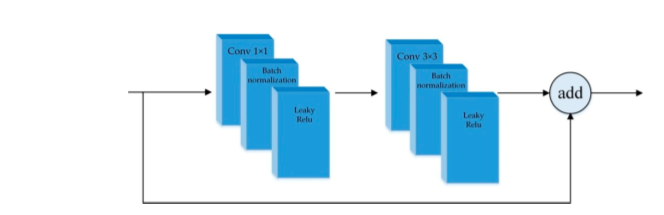 Conv 1×1
Batch
normalization
Leaky
Relu
Conv 3×3
Batch
normalization
Leaky
Relu
add